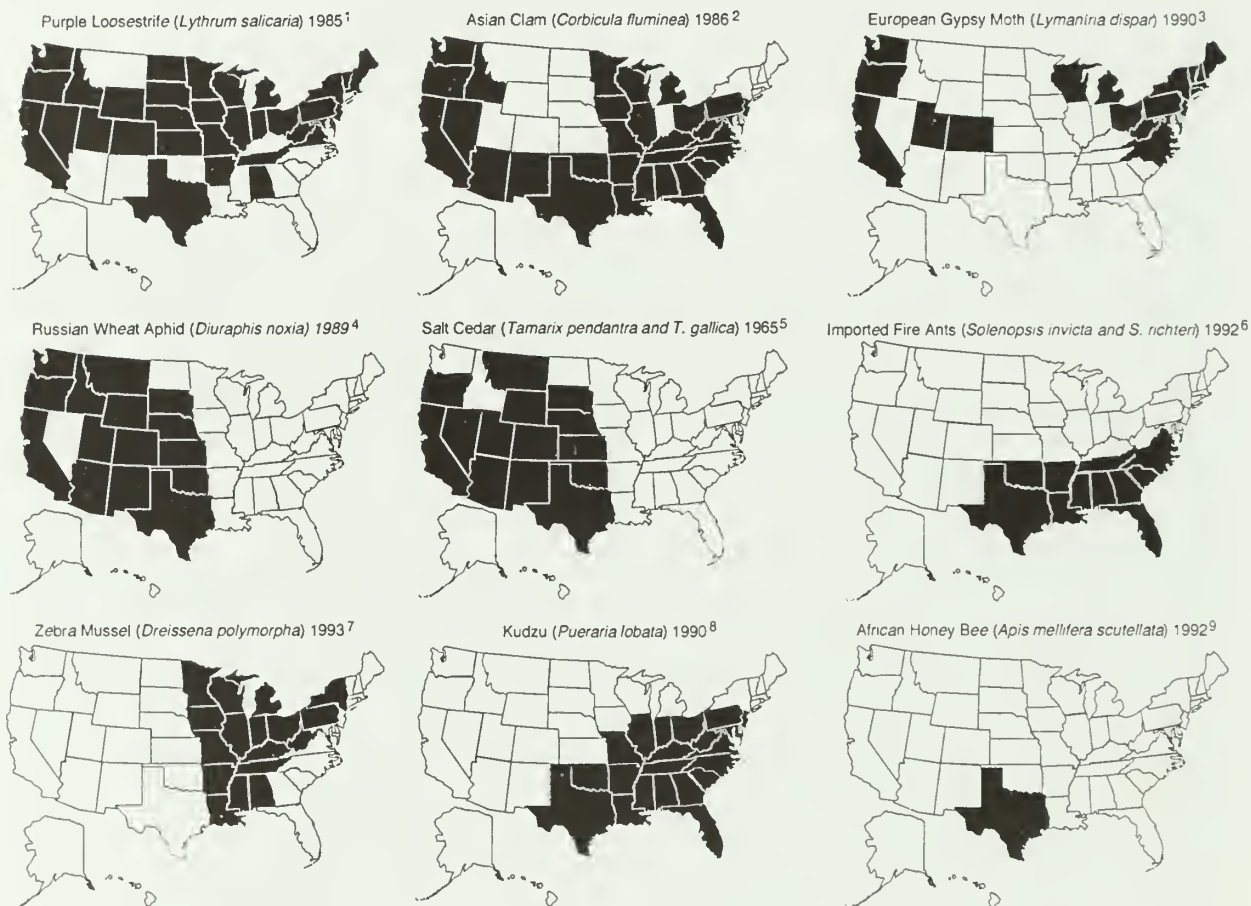 Purple Loosestrife (Lythrum salicaria) 1985¹
Asian Clam (Corbicula fluminea) 1986²
European Gypsy Moth (Lymaniria dispar) 1990³
Russian Wheat Aphid (Diuraphis noxia) 1989⁴
Salt Cedar (Tamarix pendantra and T. gallica) 1965⁵
Imported Fire Ants (Solenopsis invicta and S. richteri) 1992⁶
Zebra Mussel (Dreissena polymorpha) 1993⁷
Kudzu (Pueraria lobata) 1990⁸
African Honey Bee (Apis mellifera scutellata) 1992⁹